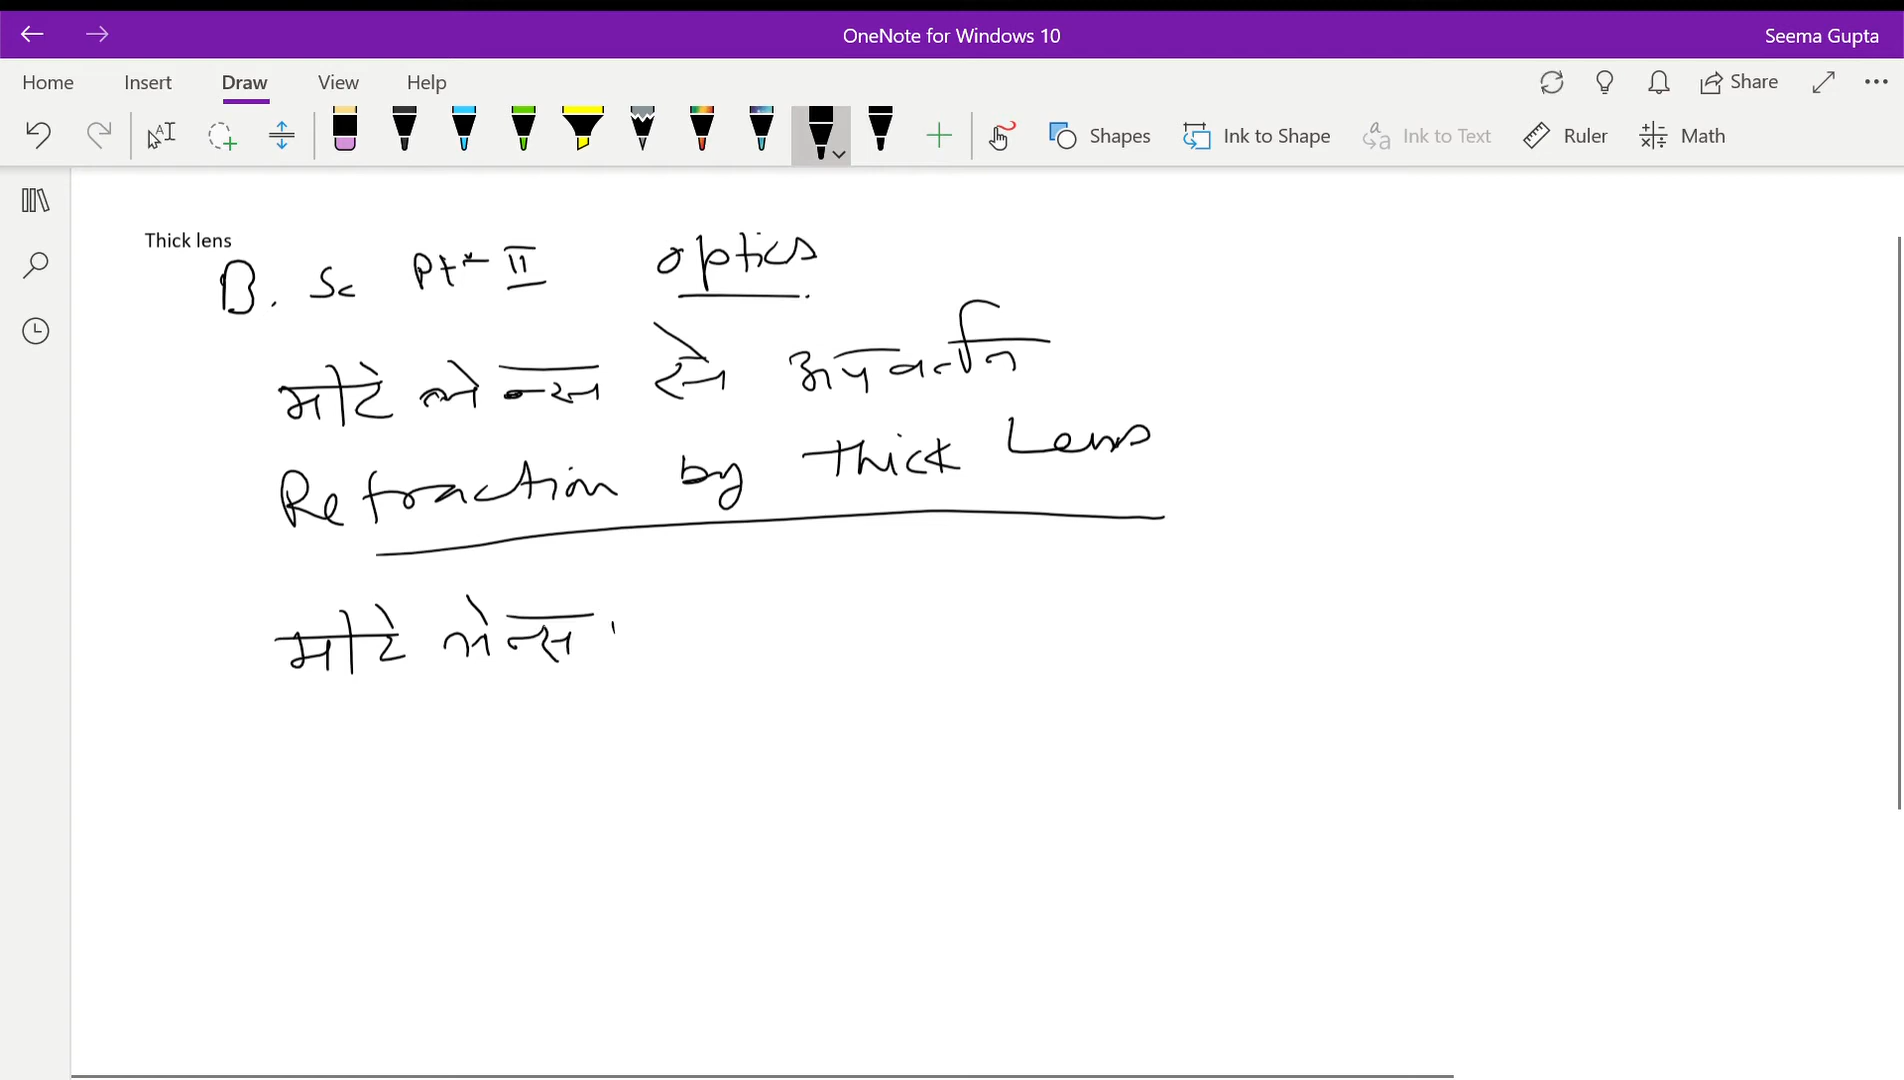 OneNote for Windows 10 Seema Gupta
Home Insert Draw View Help Share
Shapes Ink to Shape Ink to Text Ruler Math
Thick lens
B. Sc Pt- II optics
मोटे लेन्स से अपवर्तन
Refraction by thick Lens
मोटे लेन्स